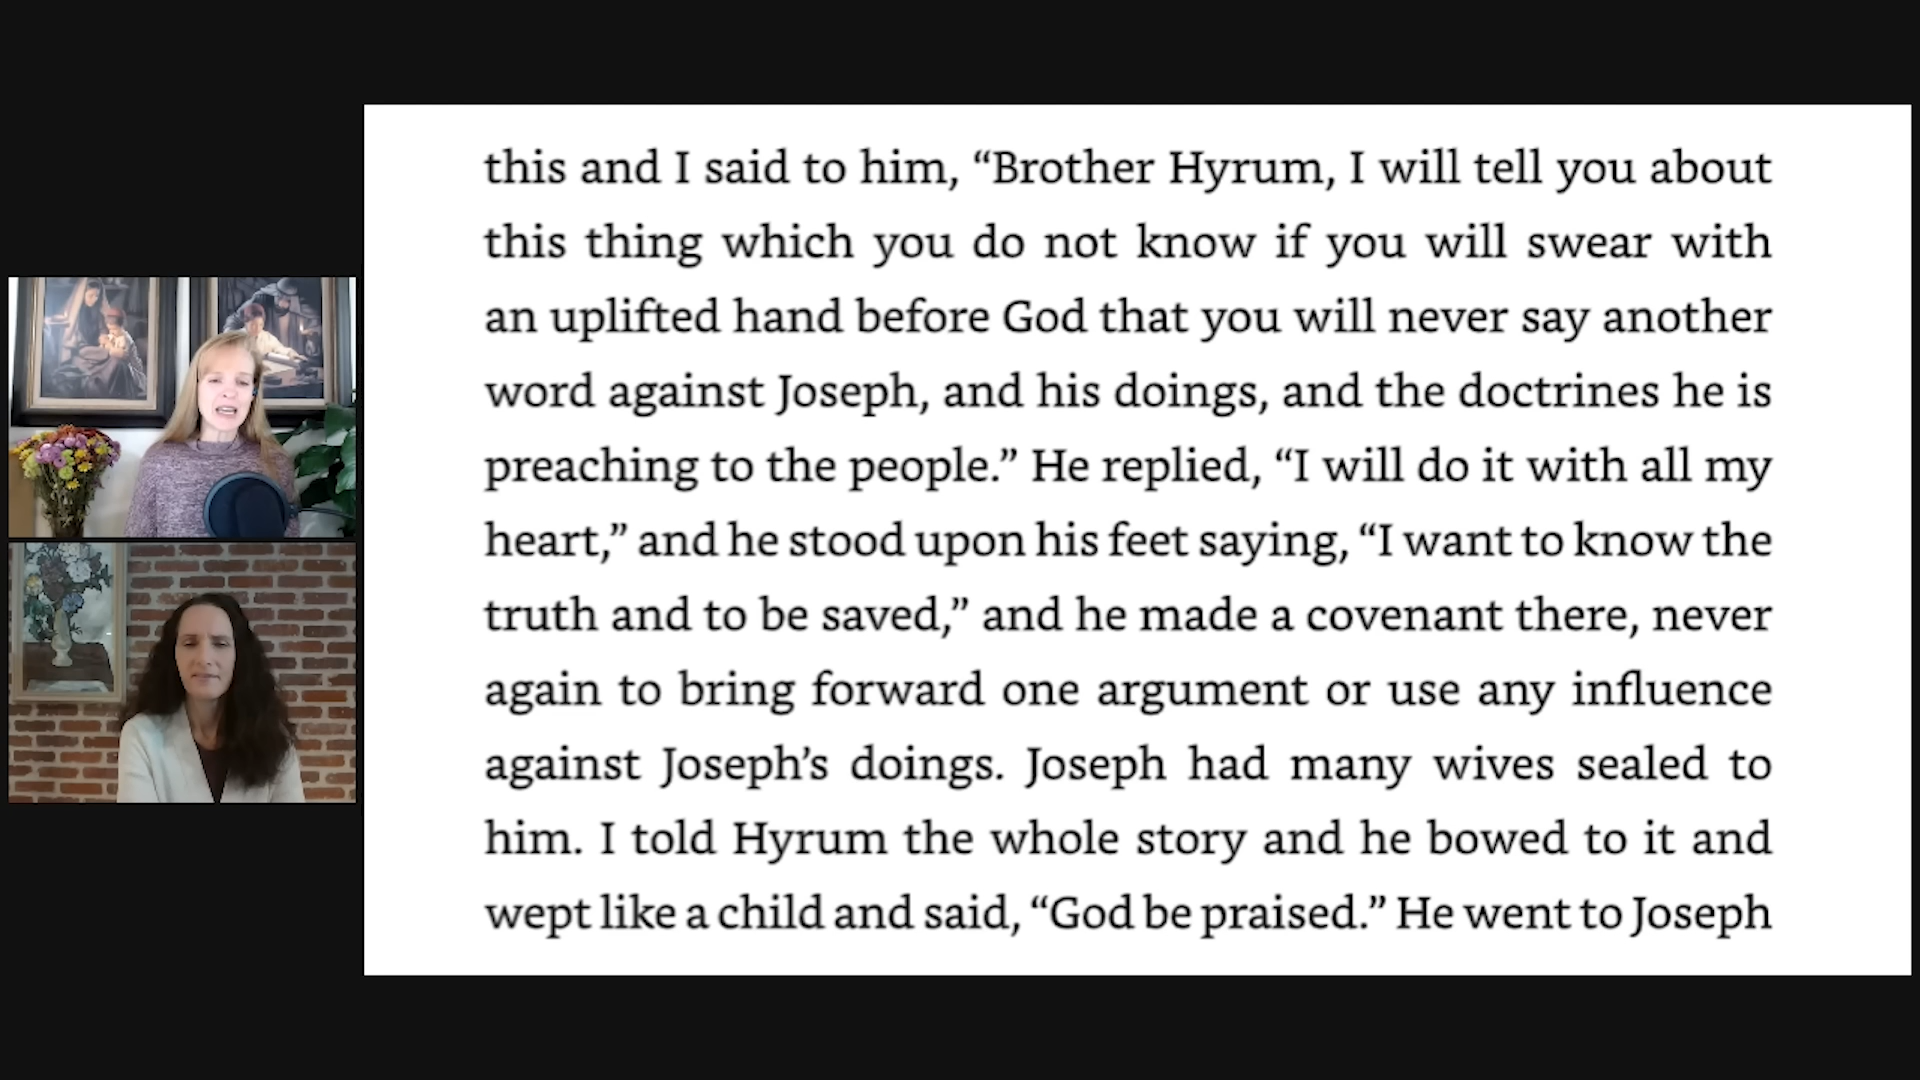 this and I said to him, “Brother Hyrum, I will tell you about
this thing which you do not know if you will swear with
an uplifted hand before God that you will never say another
word against Joseph, and his doings, and the doctrines he is
preaching to the people.” He replied, “I will do it with all my
heart,” and he stood upon his feet saying, “I want to know the
truth and to be saved,” and he made a covenant there, never
again to bring forward one argument or use any influence
against Joseph’s doings. Joseph had many wives sealed to
him. I told Hyrum the whole story and he bowed to it and
wept like a child and said, “God be praised.” He went to Joseph